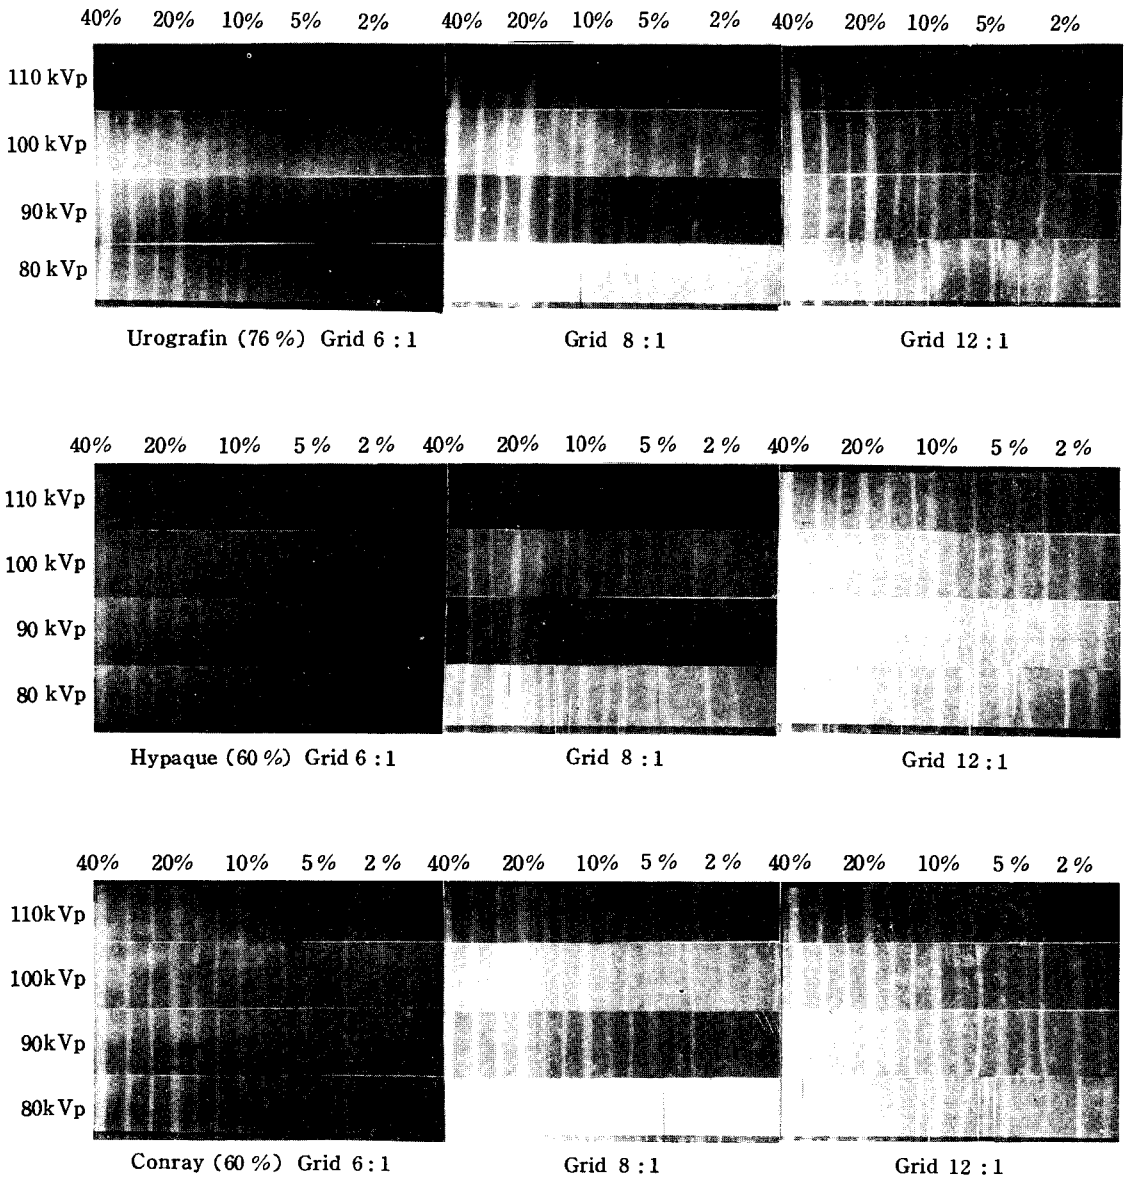 40% 20% 10% 5% 2% 40% 20% 10% 5% 2% 40% 20% 10% 5% 2%
110 kVp
100 kVp
90kVp
80 kVp
Urografin (76 %) Grid 6 : 1 Grid 8 : 1 Grid 12 : 1
40% 20% 10% 5 % 2 % 40% 20% 10% 5 % 2 % 40% 20% 10% 5 % 2 %
110 kVp
100 kVp
90 kVp
80 kVp
Hypaque (60 %) Grid 6 : 1 Grid 8 : 1 Grid 12 : 1
40% 20% 10% 5 % 2 % 40% 20% 10% 5 % 2 % 40% 20% 10% 5 % 2 %
110kVp
100kVp
90kVp
80kVp
Conray (60 %) Grid 6 : 1 Grid 8 : 1 Grid 12 : 1